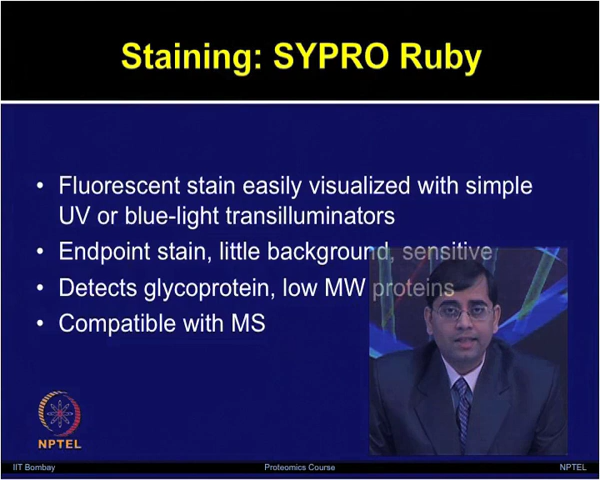 Staining: SYPRO Ruby
• Fluorescent stain easily visualized with simple
UV or blue-light transilluminators
• Endpoint stain, little background, sensitive
• Detects glycoprotein, low MW proteins
• Compatible with MS
NPTEL
IIT Bombay
Proteomics Course
NPTEL